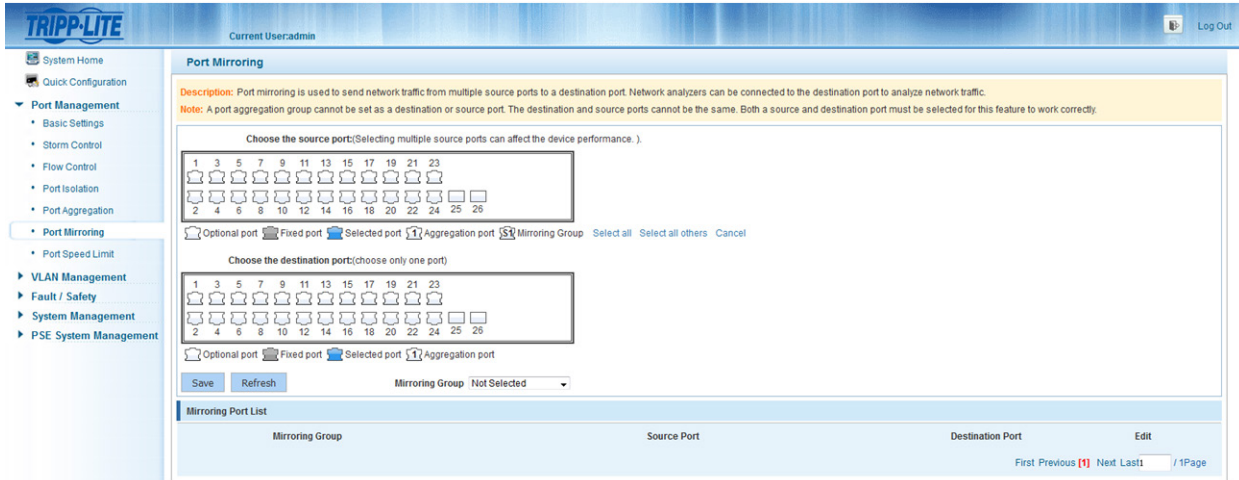 TRIPP·LITE
Current User:admin
Log Out
System Home
Quick Configuration
Port Management
Basic Settings
Storm Control
Flow Control
Port Isolation
Port Aggregation
Port Mirroring
Port Speed Limit
VLAN Management
Fault / Safety
System Management
PSE System Management
Port Mirroring
Description: Port mirroring is used to send network traffic from multiple source ports to a destination port. Network analyzers can be connected to the destination port to analyze network traffic.
Note: A port aggregation group cannot be set as a destination or source port. The destination and source ports cannot be the same. Both a source and destination port must be selected for this feature to work correctly.
Choose the source port:(Selecting multiple source ports can affect the device performance. ).
1 3 5 7 9 11 13 15 17 19 21 23
2 4 6 8 10 12 14 16 18 20 22 24 25 26
Optional port Fixed port Selected port 1 Aggregation port S1 Mirroring Group Select all Select all others Cancel
Choose the destination port:(choose only one port)
1 3 5 7 9 11 13 15 17 19 21 23
2 4 6 8 10 12 14 16 18 20 22 24 25 26
Optional port Fixed port Selected port 1 Aggregation port
Save Refresh Mirroring Group Not Selected
Mirroring Port List
Mirroring Group Source Port Destination Port Edit
First Previous [1] Next Last 1 / 1Page